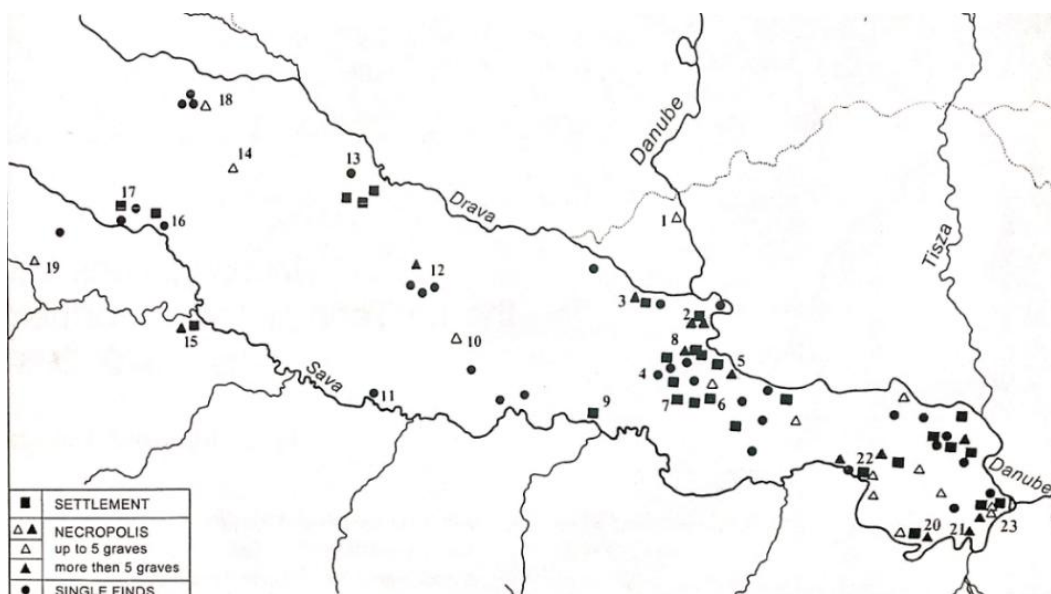 18
14
13
17
16
19
Drava
Danube
1
Tisza
12
3
2
15
10
8
5
4
Sava
11
7
6
9
22
Danube
20
21
23
SETTLEMENT
NECROPOLIS
up to 5 graves
more then 5 graves
SINGLE FINDS